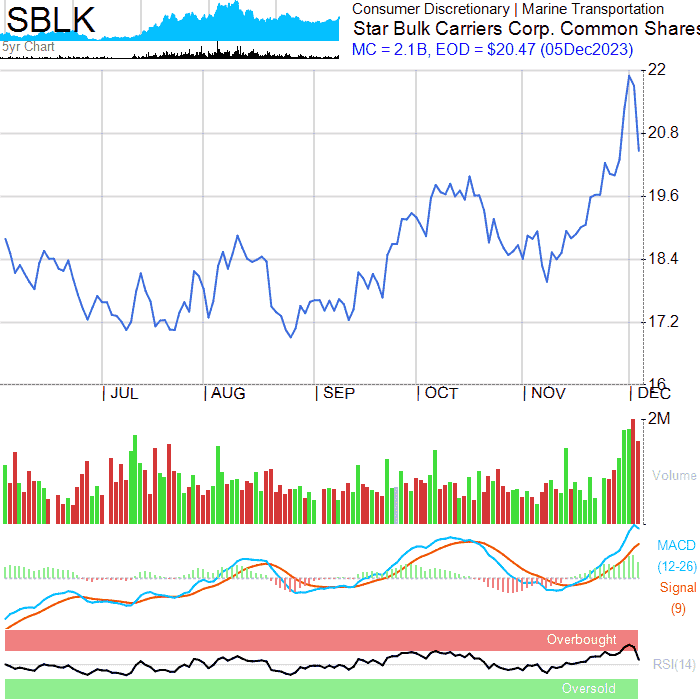 SBLK
Consumer Discretionary | Marine Transportation
Star Bulk Carriers Corp. Common Shares
MC = 2.1B, EOD = $20.47 (05Dec2023)
5yr Chart
22
20.8
19.6
18.4
17.2
16
JUL AUG SEP OCT NOV DEC
2M
Volume
MACD
(12-26)
Signal
(9)
Overbought
RSI(14)
Oversold